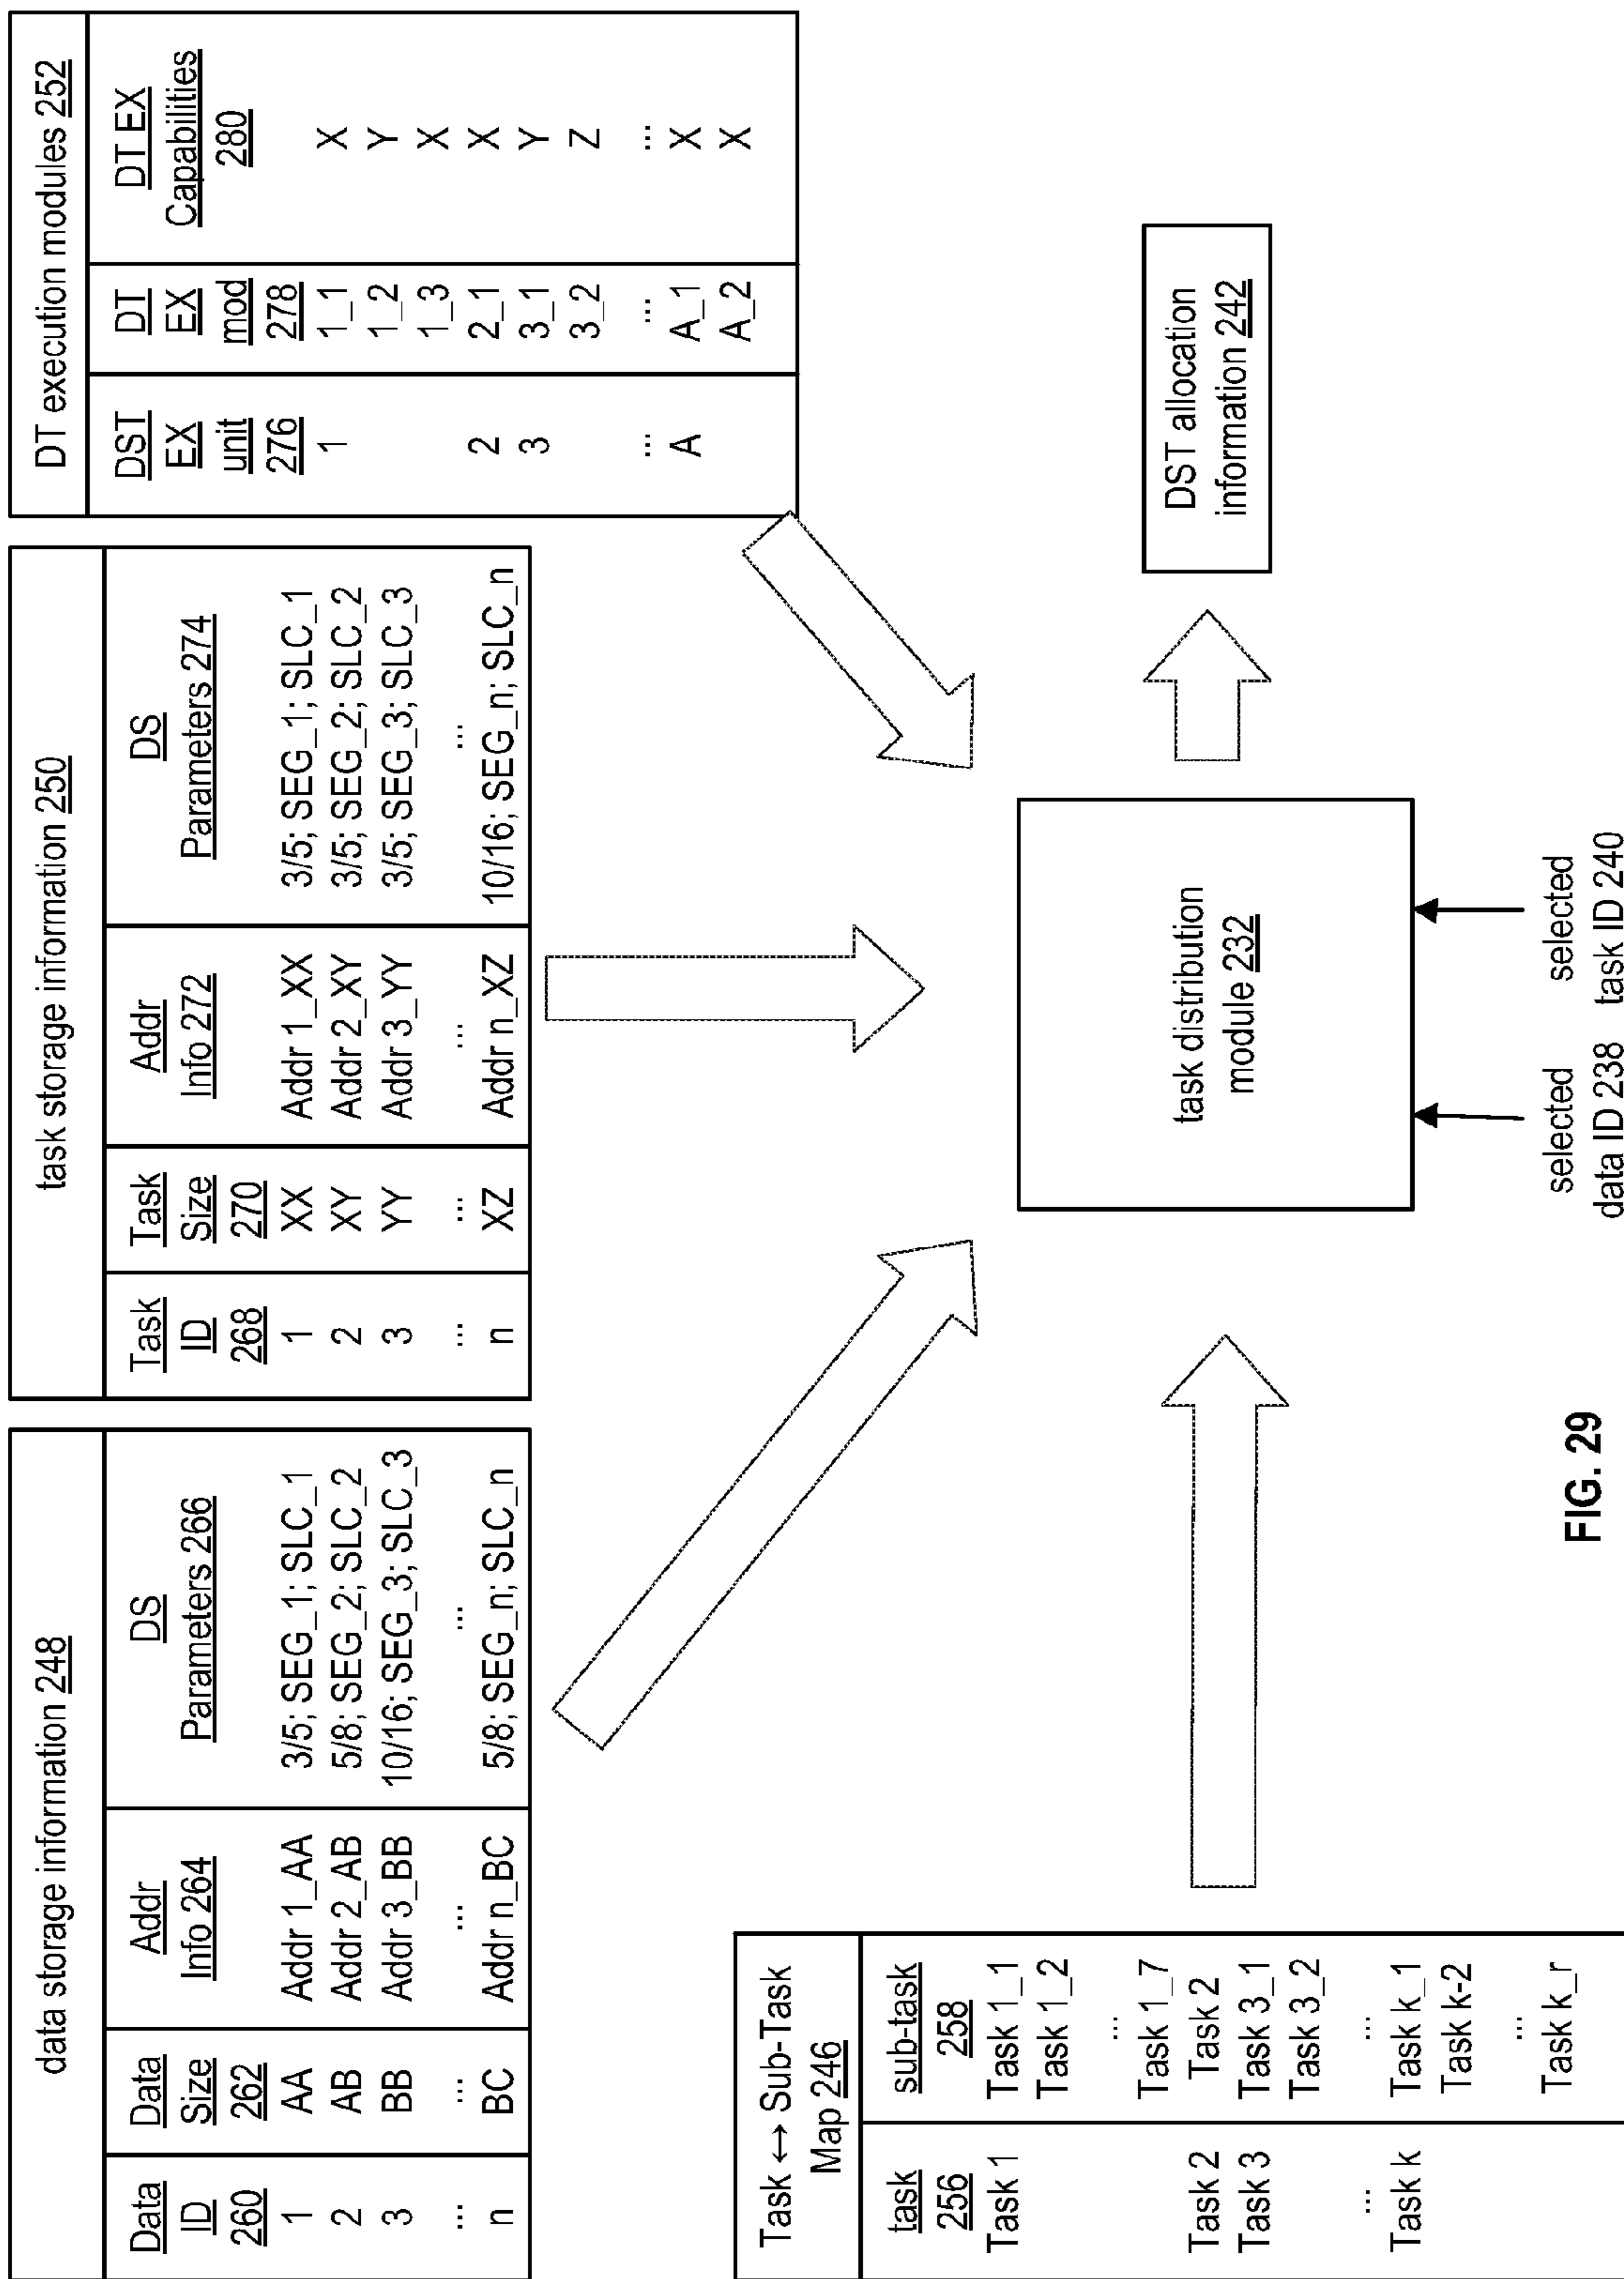 data storage information 248
Data ID 260 Data Size 262 Addr Info 264 DS Parameters 266
1 AA Addr 1_AA 3/5; SEG_1; SLC_1
2 AB Addr 2_AB 5/8; SEG_2; SLC_2
3 BB Addr 3_BB 10/16; SEG_3; SLC_3
... ... ... ...
n BC Addr n_BC 5/8; SEG_n; SLC_n
task storage information 250
Task ID 268 Task Size 270 Addr Info 272 DS Parameters 274
1 XX Addr 1_XX 3/5; SEG_1; SLC_1
2 XY Addr 2_XY 3/5; SEG_2; SLC_2
3 YY Addr 3_YY 3/5; SEG_3; SLC_3
... ... ... ...
n XZ Addr n_XZ 10/16; SEG_n; SLC_n
DT execution modules 252
DST EX unit 276 DT EX mod 278 DT EX Capabilities 280
1 1_1 X
1_2 Y
1_3 X
2 2_1 X
3 3_1 Y
3_2 Z
... ... ...
A A_1 X
A_2 X
Task ↔ Sub-Task
Map 246
task 256 sub-task 258
Task 1 Task 1_1
Task 1_2
...
Task 1_7
Task 2 Task 2
Task 3 Task 3_1
Task 3_2
... ...
Task k Task k_1
Task k-2
...
Task k_r
task distribution
module 232
DST allocation
information 242
selected
data ID 238
selected
task ID 240
FIG. 29